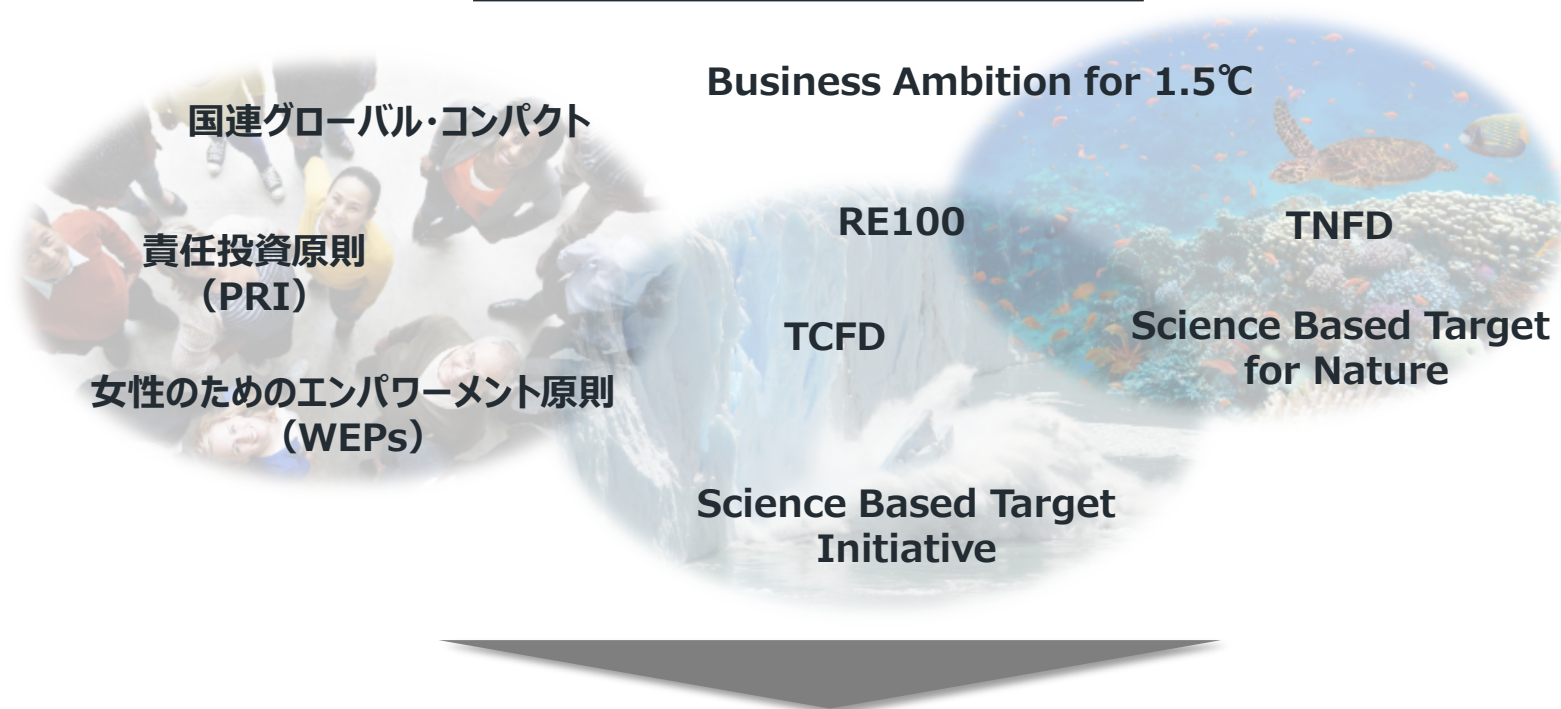 Business Ambition for 1.5℃
国連グローバル・コンパクト
責任投資原則
（PRI）
女性のためのエンパワーメント原則
（WEPs）
RE100
TCFD
Science Based Target
Initiative
TNFD
Science Based Target
for Nature